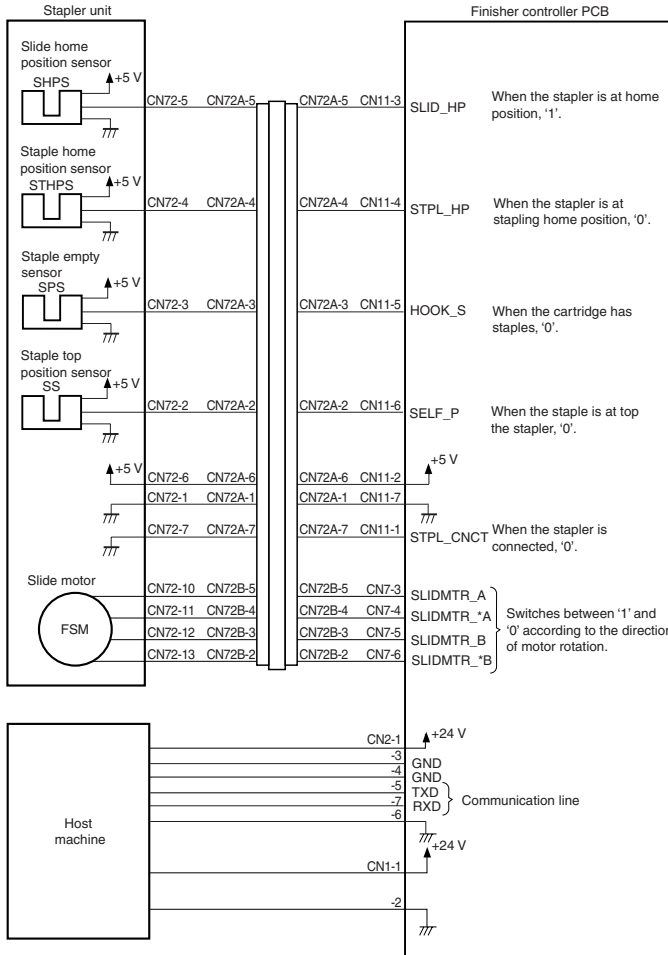 Stapler unit
Finisher controller PCB
Slide home
position sensor
SHPS
+5 V
CN72-5 CN72A-5 CN72A-5 CN11-3
SLID_HP
When the stapler is at home
position, ‘1’.
Staple home
position sensor
STHPS
+5 V
CN72-4 CN72A-4 CN72A-4 CN11-4
STPL_HP
When the stapler is at
stapling home position, ‘0’.
Staple empty
sensor
SPS
+5 V
CN72-3 CN72A-3 CN72A-3 CN11-5
HOOK_S
When the cartridge has
staples, ‘0’.
Staple top
position sensor
SS
+5 V
CN72-2 CN72A-2 CN72A-2 CN11-6
SELF_P
When the staple is at top
the stapler, ‘0’.
+5 V
CN72-6 CN72A-6 CN72A-6 CN11-2
+5 V
CN72-1 CN72A-1 CN72A-1 CN11-7
CN72-7 CN72A-7 CN72A-7 CN11-1
STPL_CNCT
When the stapler is
connected, ‘0’.
Slide motor
FSM
CN72-10 CN72B-5 CN72B-5 CN7-3
SLIDMTR_A
CN72-11 CN72B-4 CN72B-4 CN7-4
SLIDMTR_*A
CN72-12 CN72B-3 CN72B-3 CN7-5
SLIDMTR_B
CN72-13 CN72B-2 CN72B-2 CN7-6
SLIDMTR_*B
Switches between ‘1’ and
‘0’ according to the direction
of motor rotation.
Host
machine
CN2-1
+24 V
-3
GND
-4
GND
-5
TXD
-7
RXD
Communication line
-6
+24 V
CN1-1
-2